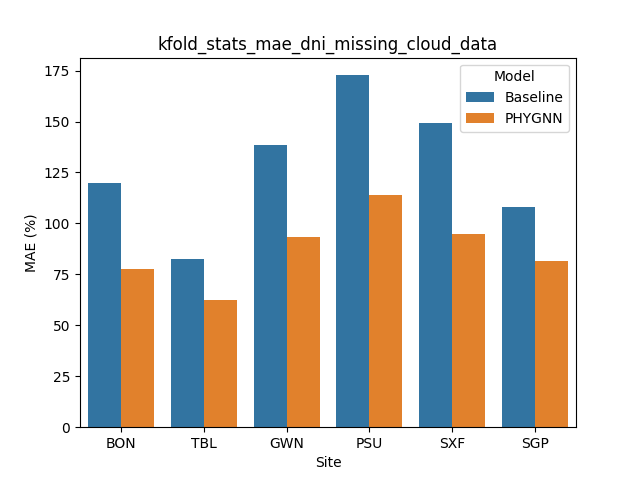 kfold_stats_mae_dni_missing_cloud_data
MAE (%)
175
150
125
100
75
50
25
0
Model
Baseline
PHYGNN
BON TBL GWN PSU SXF SGP
Site